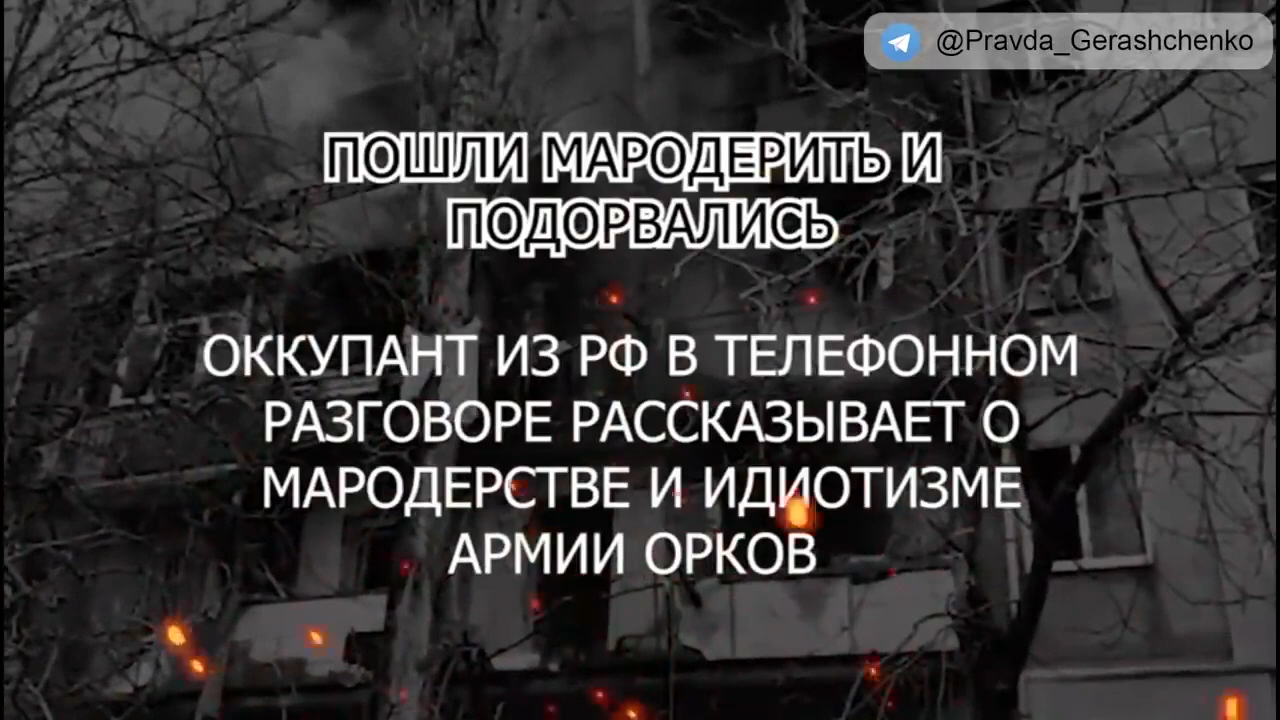 @Pravda_Gerashchenko
ПОШЛИ МАРОДЕРИТЬ И
ПОДОРВАЛИСЬ
ОККУПАНТ ИЗ РФ В ТЕЛЕФОННОМ
РАЗГОВОРЕ РАССКАЗЫВАЕТ О
МАРОДЕРСТВЕ И ИДИОТИЗМЕ
АРМИИ ОРКОВ